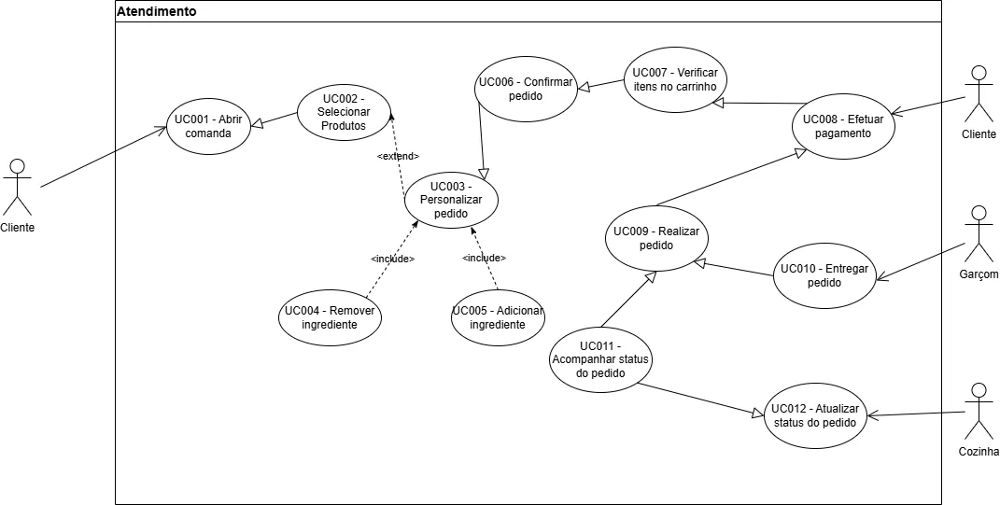 Atendimento
UC001 - Abrir
comanda
UC002 -
Selecionar
Produtos
<extend>
UC003 -
Personalizar
pedido
<include>
<include>
UC004 - Remover
ingrediente
UC005 - Adicionar
ingrediente
UC006 - Confirmar
pedido
UC007 - Verificar
itens no carrinho
UC008 - Efetuar
pagamento
UC009 - Realizar
pedido
UC010 - Entregar
pedido
UC011 -
Acompanhar status
do pedido
UC012 - Atualizar
status do pedido
Cliente
Cliente
Garçom
Cozinha